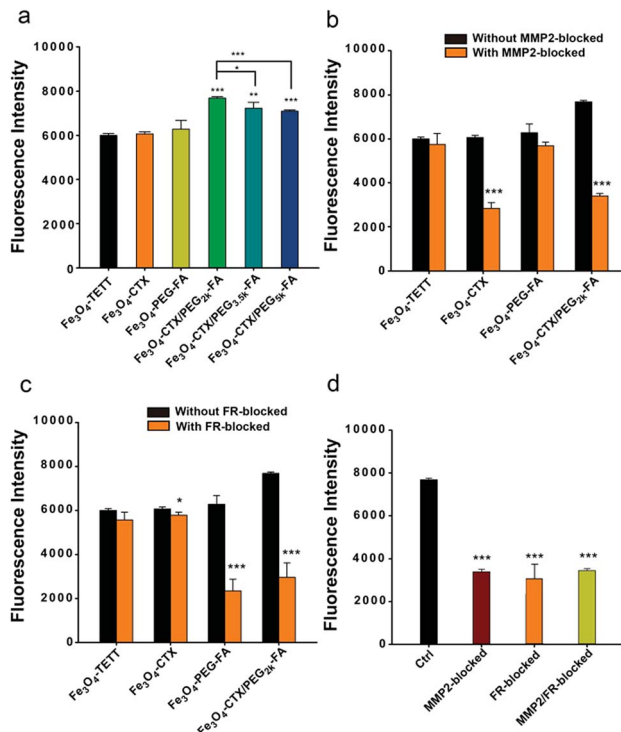 a
Fluorescence Intensity
10000
8000
6000
4000
2000
0
***
*
***
**
***
Fe3O4-TETT
Fe3O4-CTX
Fe3O4-PEG-FA
Fe3O4-CTX/PEG2k-FA
Fe3O4-CTX/PEG3.5K-FA
Fe3O4-CTX/PEG5K-FA
b
Without MMP2-blocked
With MMP2-blocked
Fluorescence Intensity
10000
8000
6000
4000
2000
0
***
***
Fe3O4-TETT
Fe3O4-CTX
Fe3O4-PEG-FA
Fe3O4-CTX/PEG2k-FA
c
Without FR-blocked
With FR-blocked
Fluorescence Intensity
10000
8000
6000
4000
2000
0
*
***
***
Fe3O4-TETT
Fe3O4-CTX
Fe3O4-PEG-FA
Fe3O4-CTX/PEG2k-FA
d
Fluorescence Intensity
10000
8000
6000
4000
2000
0
***
***
***
Ctrl
MMP2-blocked
FR-blocked
MMP2/FR-blocked